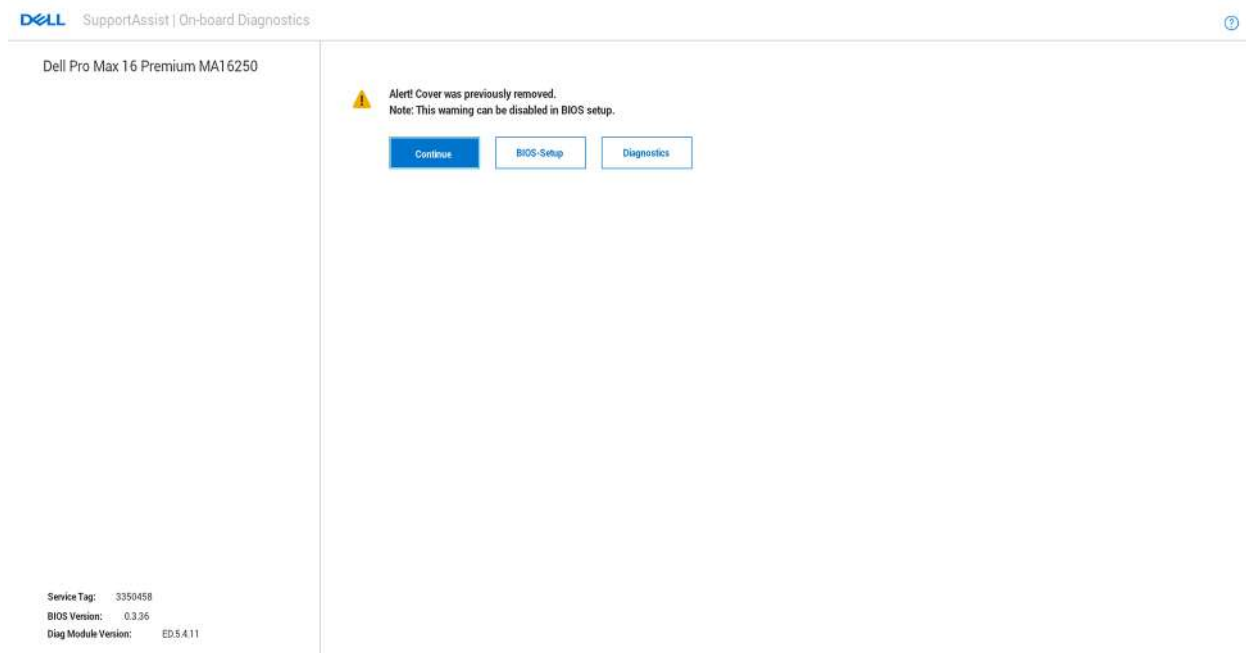 DELL SupportAssist | On-board Diagnostics
?
Dell Pro Max 16 Premium MA16250
Alert! Cover was previously removed.
Note: This warning can be disabled in BIOS setup.
Continue BIOS-Setup Diagnostics
Service Tag: 3350458
BIOS Version: 0.3.36
Diag Module Version: ED.5.4.11